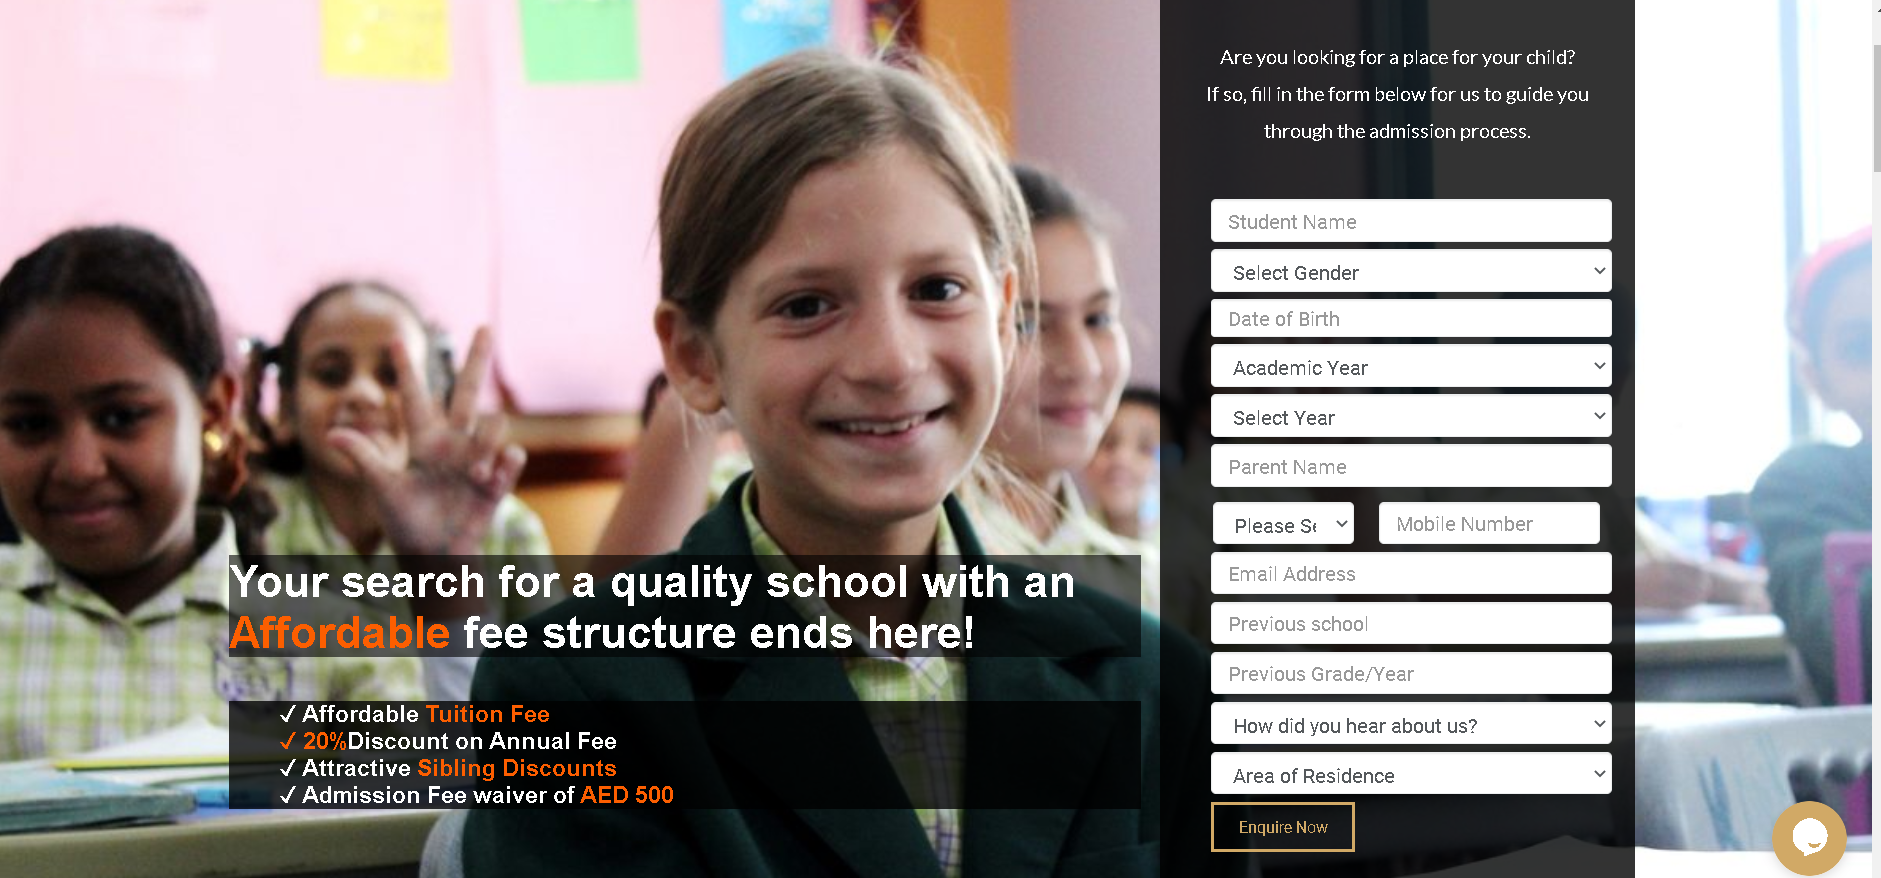 Are you looking for a place for your child?
If so, fill in the form below for us to guide you
through the admission process.
Student Name
Select Gender
Date of Birth
Academic Year
Select Year
Parent Name
Please Se
Mobile Number
Email Address
Previous school
Previous Grade/Year
How did you hear about us?
Area of Residence
Enquire Now
Your search for a quality school with an
Affordable fee structure ends here!
✓ Affordable Tuition Fee
✓ 20%Discount on Annual Fee
✓ Attractive Sibling Discounts
✓ Admission Fee waiver of AED 500